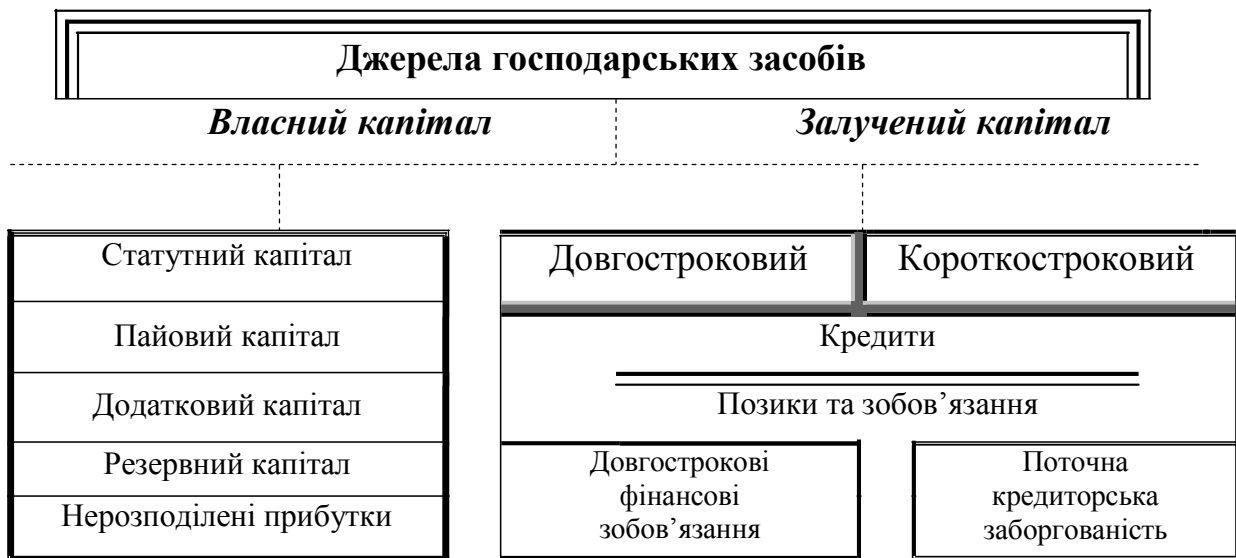 Джерела господарських засобів
Власний капітал
Залучений капітал
Статутний капітал
Пайовий капітал
Додатковий капітал
Резервний капітал
Нерозподілені прибутки
Довгостроковий
Короткостроковий
Кредити
Позики та зобов’язання
Довгострокові
фінансові
зобов’язання
Поточна
кредиторська
заборгованість